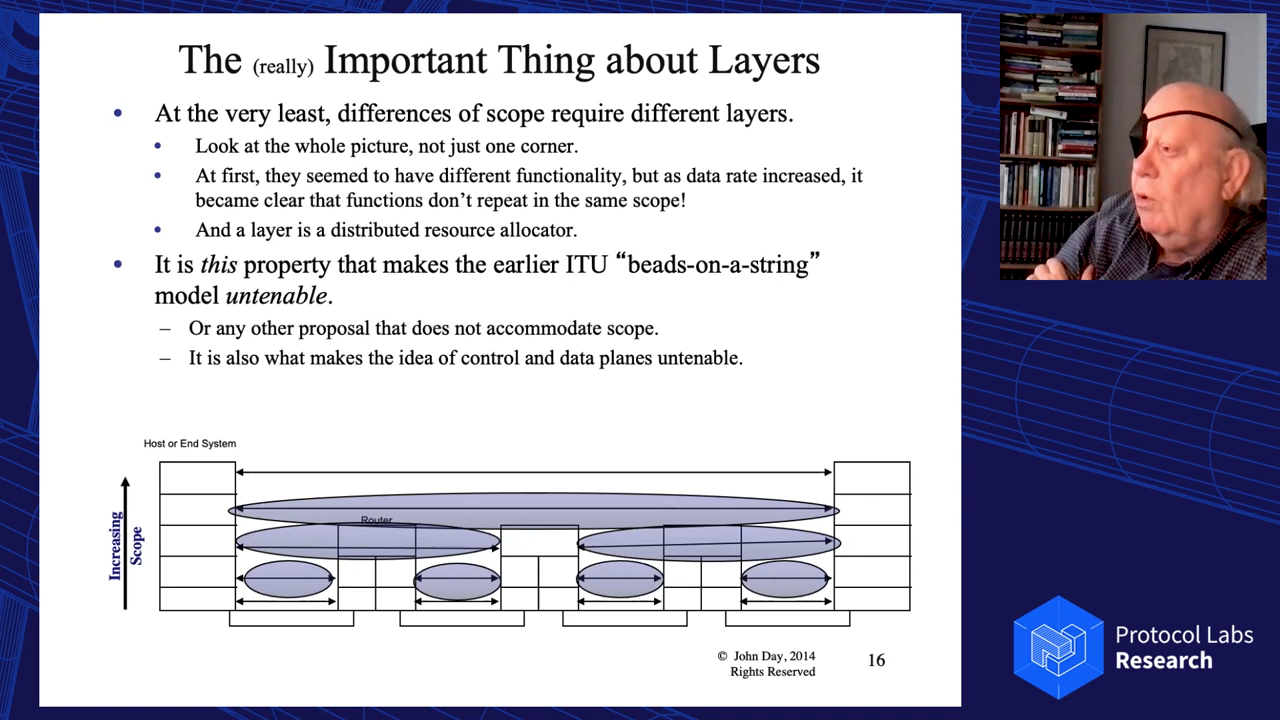 The (really) Important Thing about Layers
• At the very least, differences of scope require different layers.
• Look at the whole picture, not just one corner.
• At first, they seemed to have different functionality, but as data rate increased, it
became clear that functions don’t repeat in the same scope!
• And a layer is a distributed resource allocator.
• It is this property that makes the earlier ITU “beads-on-a-string”
model untenable.
– Or any other proposal that does not accommodate scope.
– It is also what makes the idea of control and data planes untenable.
Host or End System
Router
Increasing
Scope
© John Day, 2014
Rights Reserved
16
Protocol Labs
Research